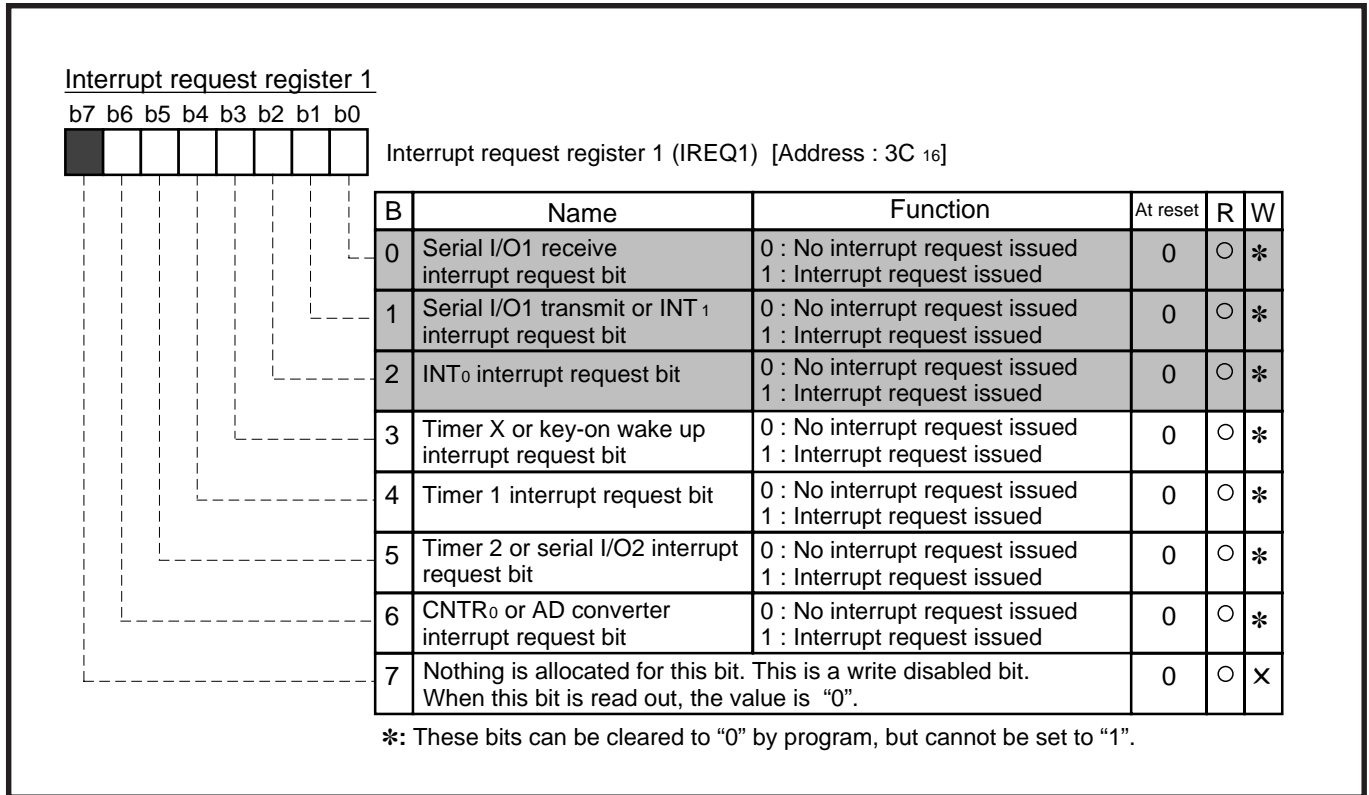 Interrupt request register 1
b7 b6 b5 b4 b3 b2 b1 b0
Interrupt request register 1 (IREQ1) [Address : 3C 16]
B Name Function At reset R W
0 Serial I/O1 receive interrupt request bit 0 : No interrupt request issued 1 : Interrupt request issued 0 ○ ✻
1 Serial I/O1 transmit or INT1 interrupt request bit 0 : No interrupt request issued 1 : Interrupt request issued 0 ○ ✻
2 INT0 interrupt request bit 0 : No interrupt request issued 1 : Interrupt request issued 0 ○ ✻
3 Timer X or key-on wake up interrupt request bit 0 : No interrupt request issued 1 : Interrupt request issued 0 ○ ✻
4 Timer 1 interrupt request bit 0 : No interrupt request issued 1 : Interrupt request issued 0 ○ ✻
5 Timer 2 or serial I/O2 interrupt request bit 0 : No interrupt request issued 1 : Interrupt request issued 0 ○ ✻
6 CNTR0 or AD converter interrupt request bit 0 : No interrupt request issued 1 : Interrupt request issued 0 ○ ✻
7 Nothing is allocated for this bit. This is a write disabled bit. When this bit is read out, the value is “0”. 0 ○ ×
✻: These bits can be cleared to “0” by program, but cannot be set to “1”.